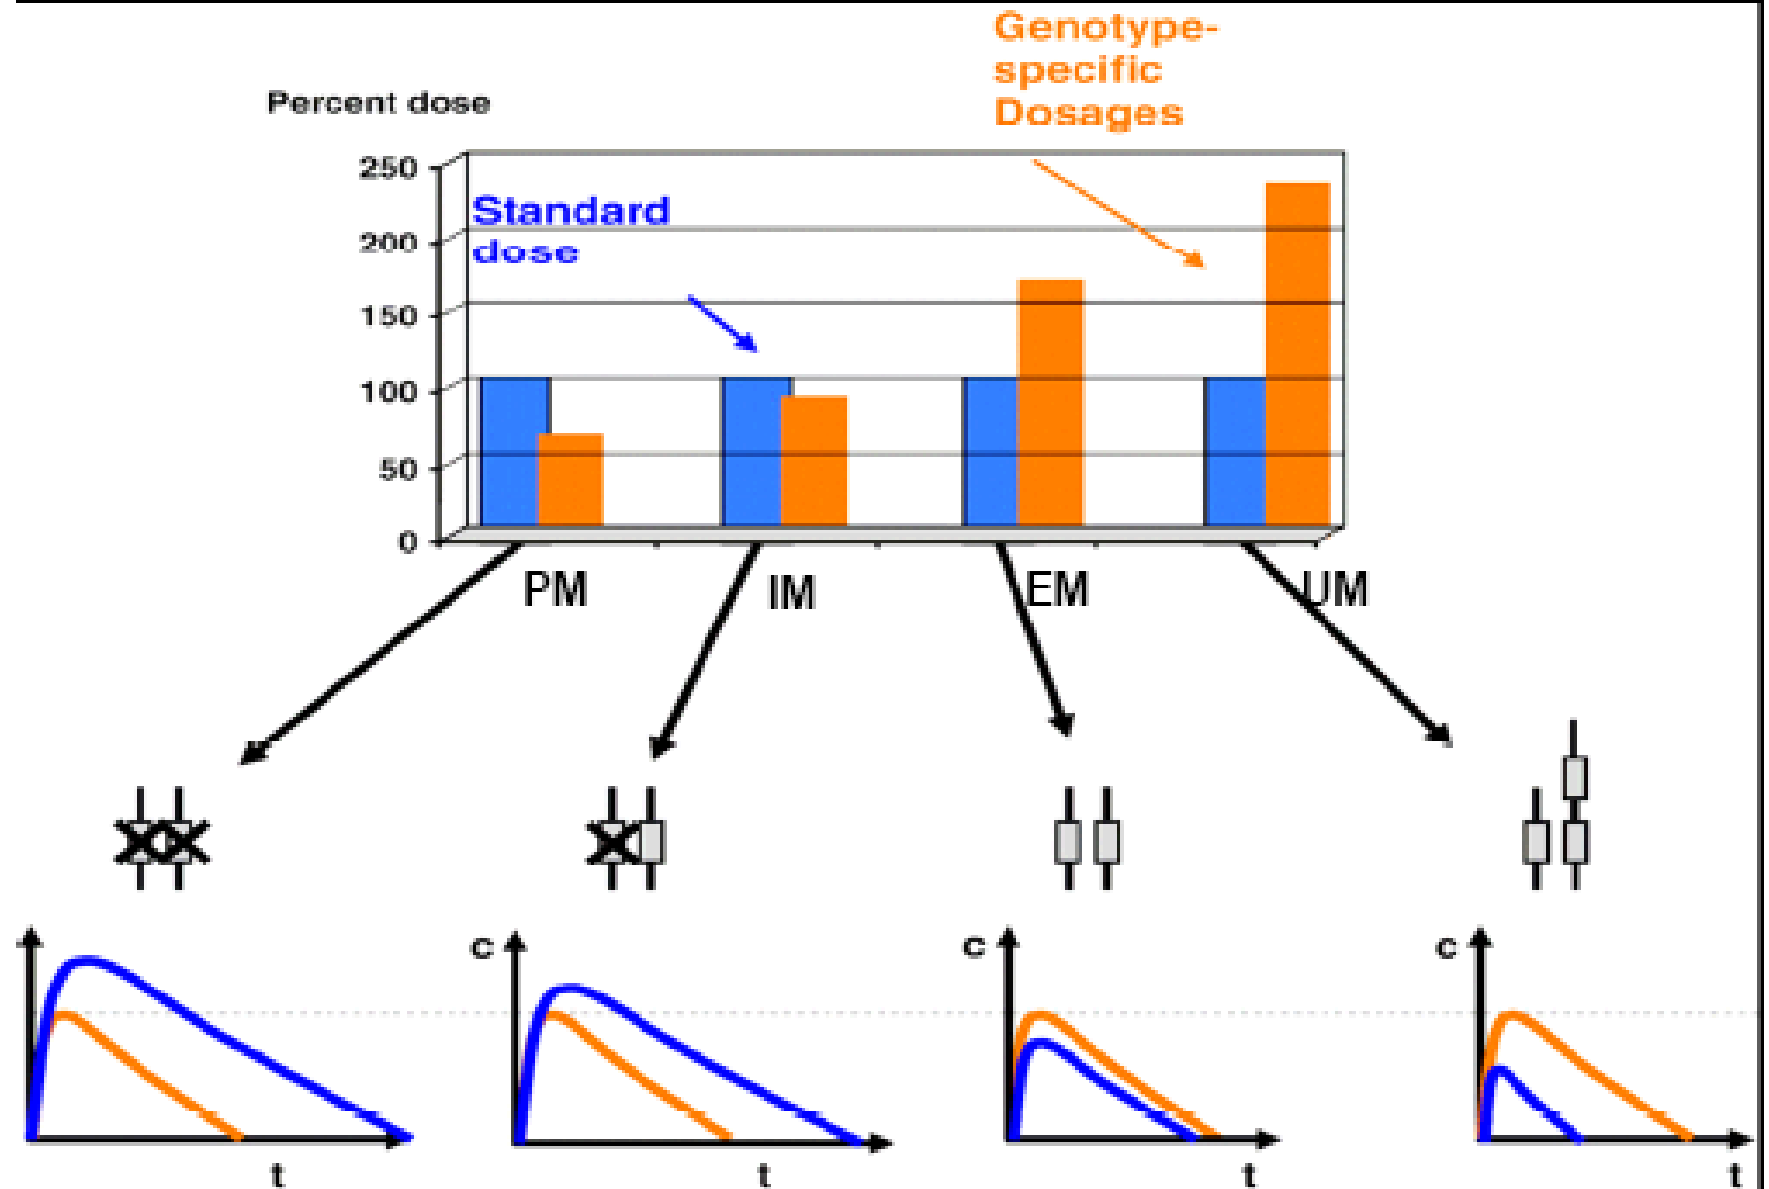 Genotype-
specific
Dosages
Percent dose
250
Standard
200
dose
150
100
50
0
PM
IM
EM
UM
c
c
c
t
t
t
t